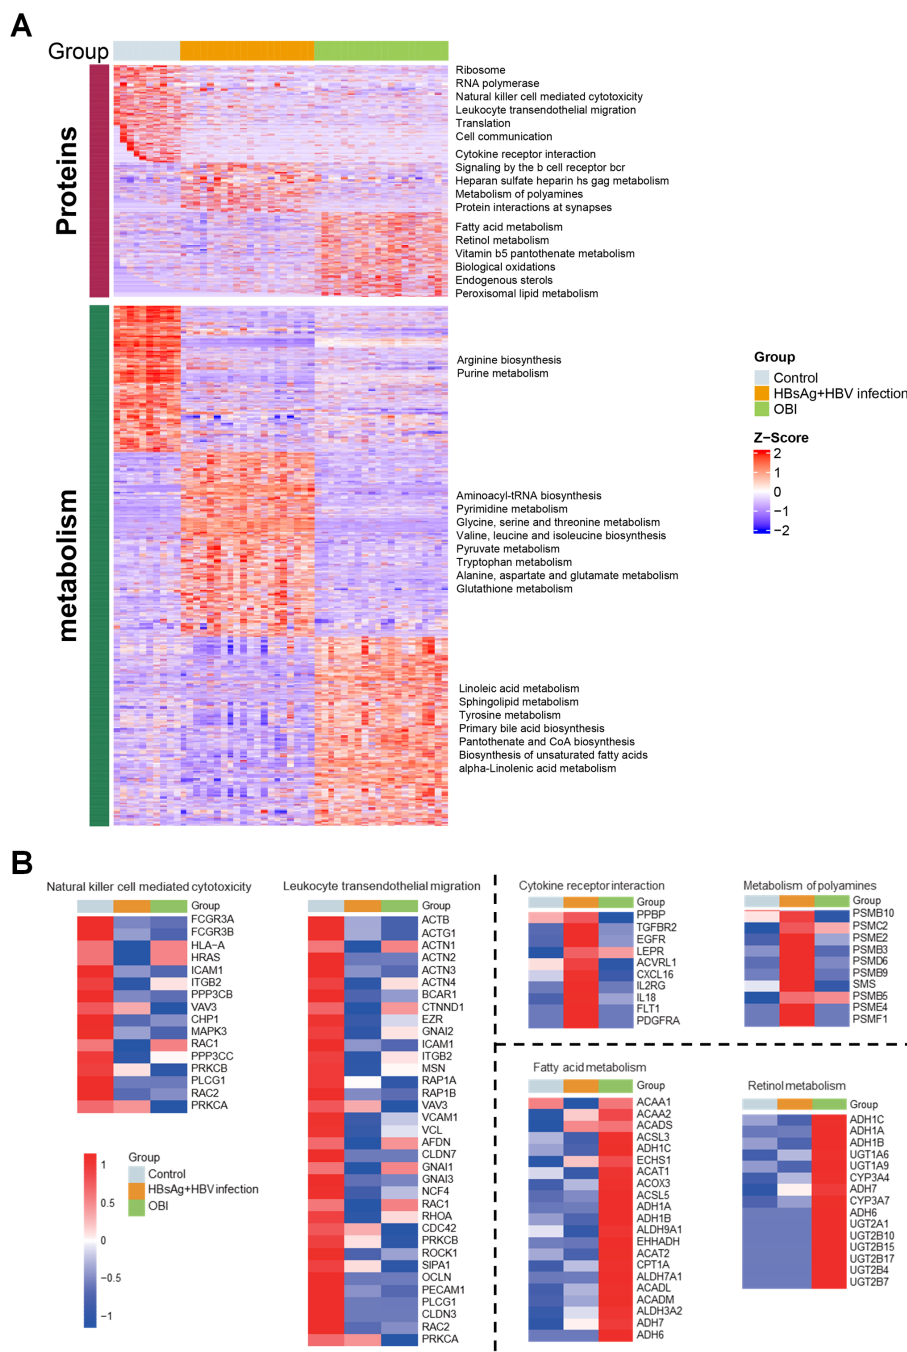 A
Group
Proteins
Ribosome
RNA polymerase
Natural killer cell mediated cytotoxicity
Leukocyte transendothelial migration
Translation
Cell communication
Cytokine receptor interaction
Signaling by the b cell receptor bcr
Heparan sulfate heparin hs gag metabolism
Metabolism of polyamines
Protein interactions at synapses
Fatty acid metabolism
Retinol metabolism
Vitamin b5 pantothenate metabolism
Biological oxidations
Endogenous sterols
Peroxisomal lipid metabolism
metabolism
Arginine biosynthesis
Purine metabolism
Aminoacyl-tRNA biosynthesis
Pyrimidine metabolism
Glycine, serine and threonine metabolism
Valine, leucine and isoleucine biosynthesis
Pyruvate metabolism
Tryptophan metabolism
Alanine, aspartate and glutamate metabolism
Glutathione metabolism
Linoleic acid metabolism
Sphingolipid metabolism
Tyrosine metabolism
Primary bile acid biosynthesis
Pantothenate and CoA biosynthesis
Biosynthesis of unsaturated fatty acids
alpha-Linolenic acid metabolism
Group
Control
HBsAg+HBV infection
OBI
Z-Score
2
1
0
−1
−2
B
Natural killer cell mediated cytotoxicity
Group
FCGR3A
FCGR3B
HLA-A
HRAS
ICAM1
ITGB2
PPP3CB
VAV3
CHP1
MAPK3
RAC1
PPP3CC
PRKCB
PLCG1
RAC2
PRKCA
1
0.5
0
−0.5
−1
Group
Control
HBsAg+HBV infection
OBI
Leukocyte transendothelial migration
Group
ACTB
ACTG1
ACTN1
ACTN2
ACTN3
ACTN4
BCAR1
CTNND1
EZR
GNAI2
ICAM1
ITGB2
MSN
RAP1A
RAP1B
VAV3
VCAM1
VCL
AFDN
CLDN7
GNAI1
GNAI3
NCF4
RAC1
RHOA
CDC42
PRKCB
ROCK1
SIPA1
OCLN
PECAM1
PLCG1
CLDN3
RAC2
PRKCA
Cytokine receptor interaction
Group
PPBP
TGFBR2
EGFR
LEPR
ACVRL1
CXCL16
IL2RG
IL18
FLT1
PDGFRA
Metabolism of polyamines
Group
PSMB10
PSMC2
PSME2
PSMB3
PSMD6
PSMB9
SMS
PSMB5
PSME4
PSMF1
Fatty acid metabolism
Group
ACAA1
ACAA2
ACADS
ACSL3
ADH1C
ECHS1
ACAT1
ACOX3
ACSL5
ADH1A
ADH1B
ALDH9A1
EHHADH
ACAT2
CPT1A
ALDH7A1
ACADL
ACADM
ALDH3A2
ADH7
ADH6
Retinol metabolism
Group
ADH1C
ADH1A
ADH1B
UGT1A6
UGT1A9
CYP3A4
ADH7
CYP3A7
ADH6
UGT2A1
UGT2B10
UGT2B15
UGT2B17
UGT2B4
UGT2B7